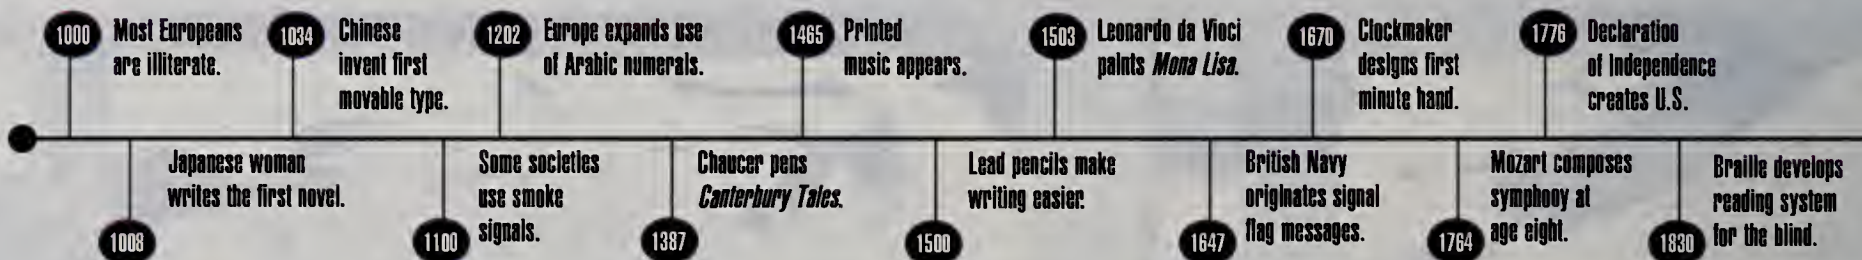 1000
Most Europeans
are illiterate.
1034
Chinese
invent first
movable type.
1202
Europe expands use
of Arabic numerals.
1465
Printed
music appears.
1503
Leonardo da Vinci
paints Mona Lisa.
1670
Clockmaker
designs first
minute hand.
1776
Declaration
of Independence
creates U.S.
1008
Japanese woman
writes the first novel.
1100
Some societies
use smoke
signals.
1387
Chaucer pens
Canterbury Tales.
1500
Lead pencils make
writing easier.
1647
British Navy
originates signal
flag messages.
1764
Mozart composes
symphony at
age eight.
1830
Braille develops
reading system
for the blind.